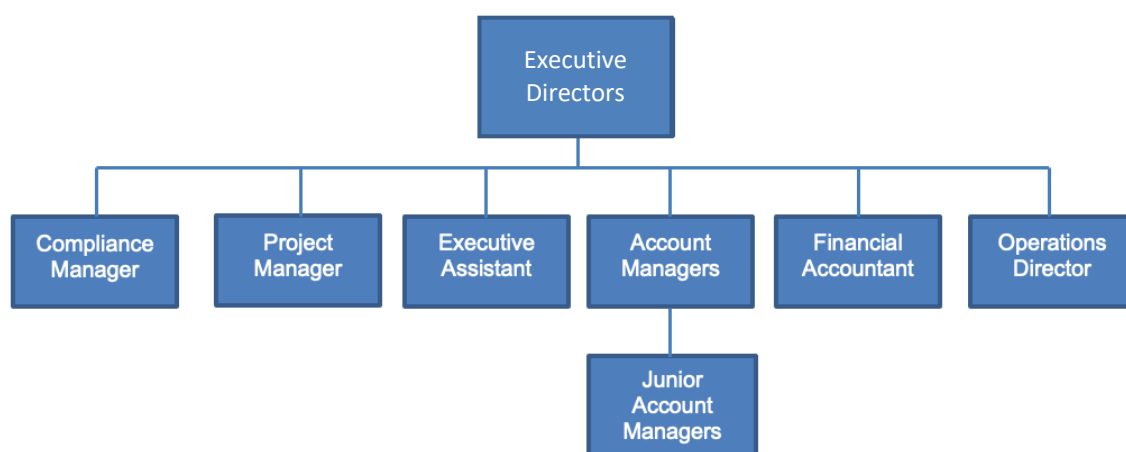 Executive
Directors
Compliance
Manager
Project
Manager
Executive
Assistant
Account
Managers
Financial
Accountant
Operations
Director
Junior
Account
Managers